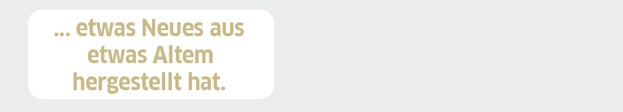 ... etwas Neues aus
etwas Altem
hergestellt hat.